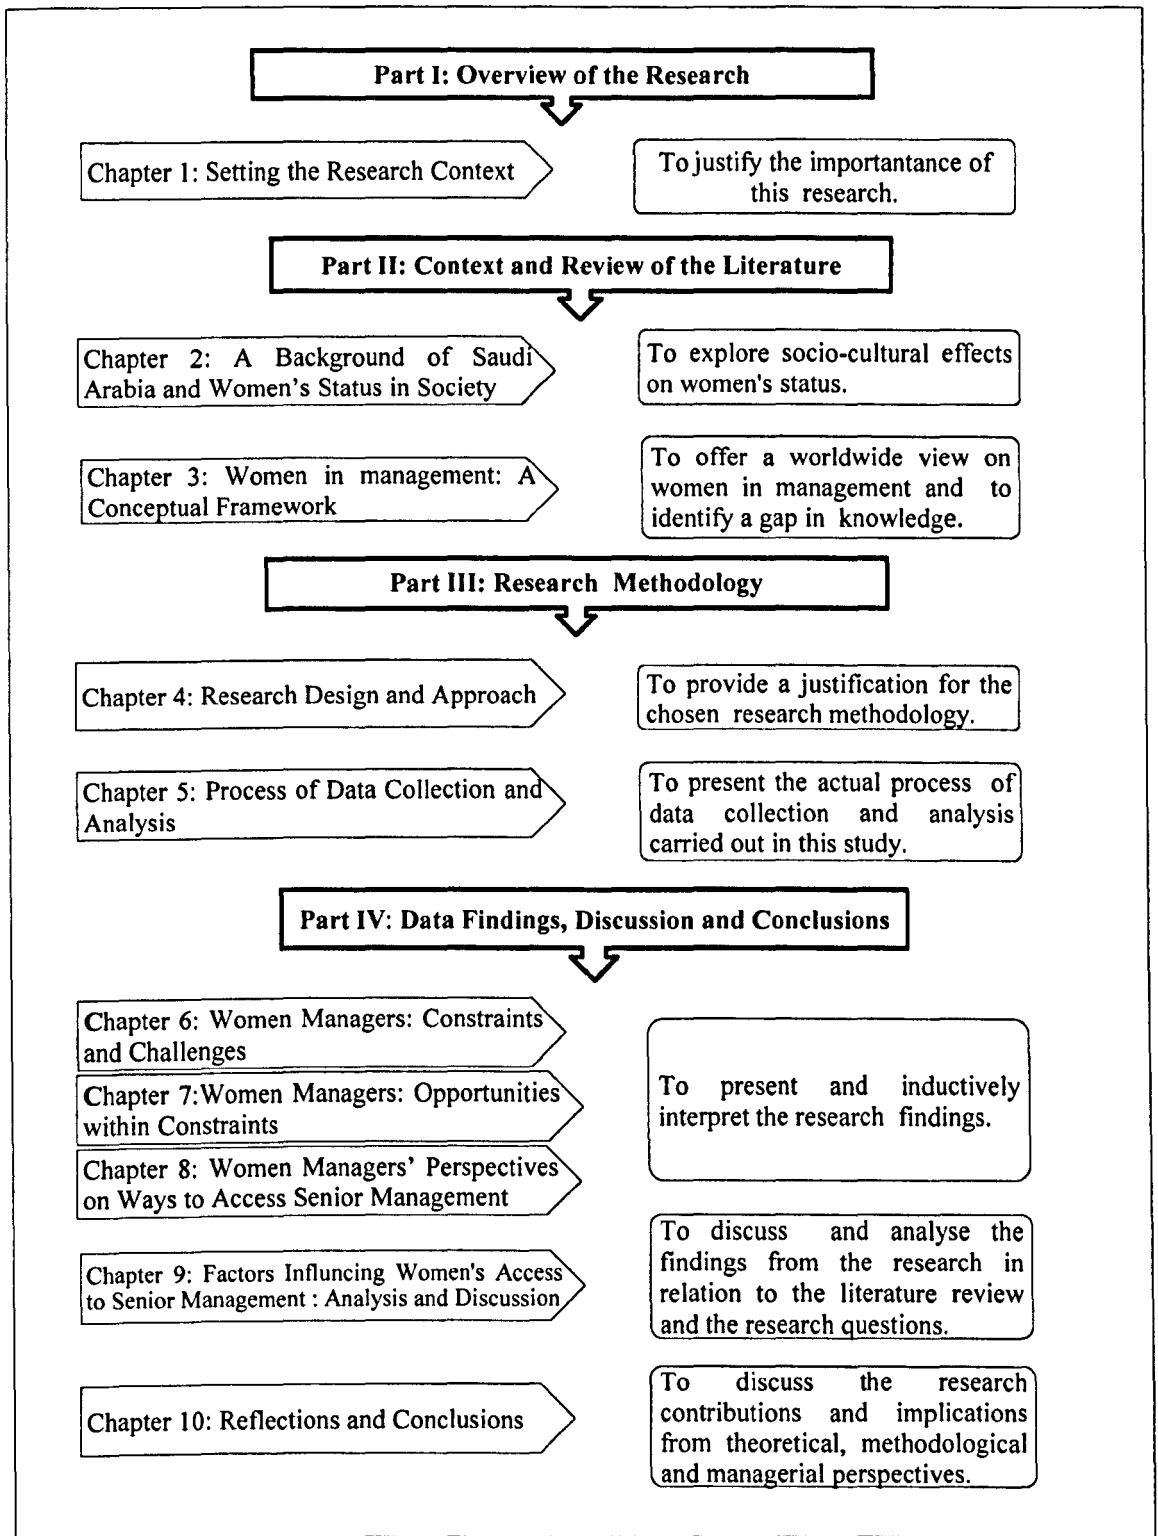 Part I: Overview of the Research
Chapter 1: Setting the Research Context
To justify the importantance of
this research.
Part II: Context and Review of the Literature
Chapter 2: A Background of Saudi
Arabia and Women's Status in Society
To explore socio-cultural effects
on women's status.
Chapter 3: Women in management: A
Conceptual Framework
To offer a worldwide view on
women in management and to
identify a gap in knowledge.
Part III: Research Methodology
Chapter 4: Research Design and Approach
To provide a justification for the
chosen research methodology.
Chapter 5: Process of Data Collection and
Analysis
To present the actual process of
data collection and analysis
carried out in this study.
Part IV: Data Findings, Discussion and Conclusions
Chapter 6: Women Managers: Constraints
and Challenges
Chapter 7:Women Managers: Opportunities
within Constraints
Chapter 8: Women Managers' Perspectives
on Ways to Access Senior Management
To present and inductively
interpret the research findings.
Chapter 9: Factors Influncing Women's Access
to Senior Management : Analysis and Discussion
To discuss and analyse the
findings from the research in
relation to the literature review
and the research questions.
Chapter 10: Reflections and Conclusions
To discuss the research
contributions and implications
from theoretical, methodological
and managerial perspectives.